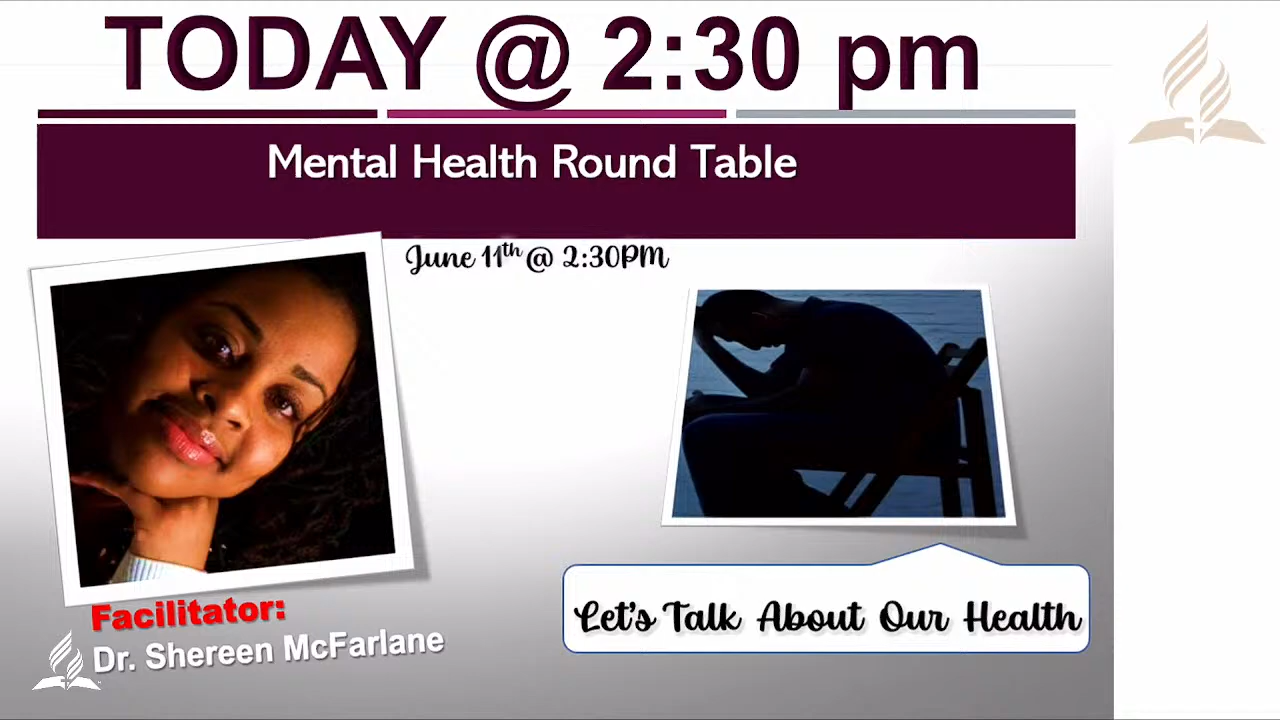 TODAY @ 2:30 pm
Mental Health Round Table
June 11th @ 2:30PM
Facilitator:
Dr. Shereen McFarlane
Let's Talk About Our Health